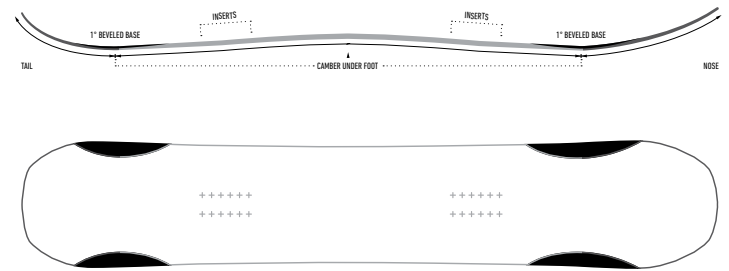 INSERTS
INSERTS
1° BEVELED BASE
1° BEVELED BASE
TAIL
CAMBER UNDER FOOT
NOSE